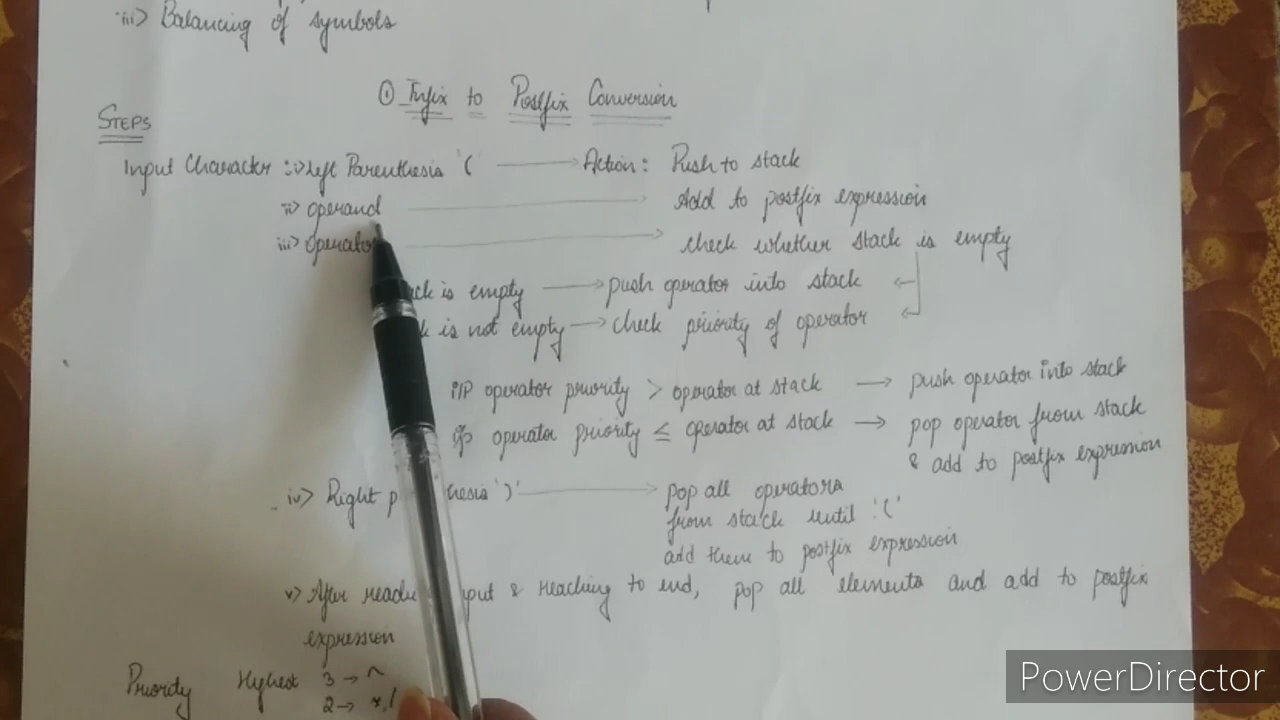 iii> Balancing of symbols
① Infix to Postfix Conversion
STEPS
Input Character : i> Left Parenthesis '(' → Action: Push to stack
ii> operand → Add to postfix expression
iii> operator → check whether stack is empty
is empty → push operator into stack
is not empty → check priority of operator
i/P operator priority > operator at stack → push operator into stack
i/p operator priority ≤ operator at stack → pop operator from stack
& add to postfix expression
iv> Right ')' → pop all operators
from stack until '('
add them to postfix expression
v> After & reaching to end, pop all elements and add to postfix
expression
Priority Highest 3 → ^
2 → *, /
PowerDirector